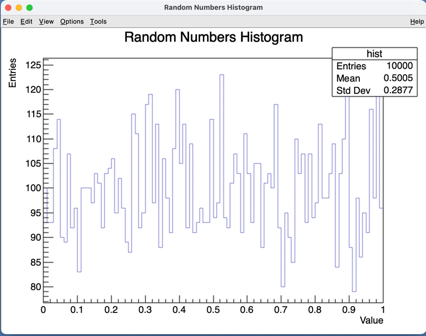 Random Numbers Histogram
File Edit View Options Tools Help
Random Numbers Histogram
hist
Entries 10000
Mean 0.5005
Std Dev 0.2877
Entries
125
120
115
110
105
100
95
90
85
80
0 0.1 0.2 0.3 0.4 0.5 0.6 0.7 0.8 0.9 1
Value